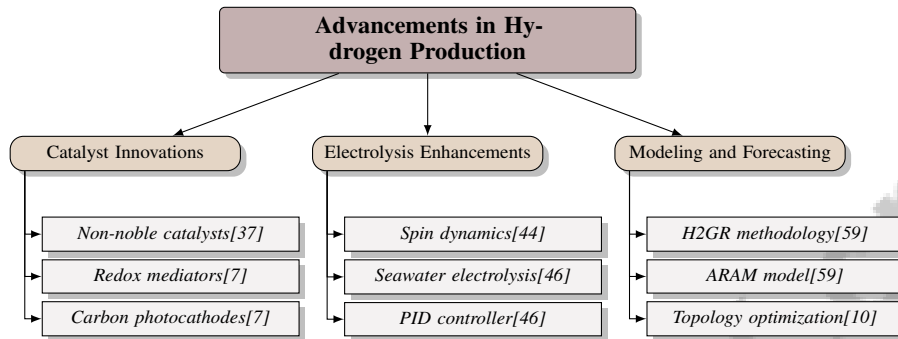 Advancements in Hy-
drogen Production
Catalyst Innovations
Electrolysis Enhancements
Modeling and Forecasting
Non-noble catalysts[37]
Spin dynamics[44]
H2GR methodology[59]
Redox mediators[7]
Seawater electrolysis[46]
ARAM model[59]
Carbon photocathodes[7]
PID controller[46]
Topology optimization[10]